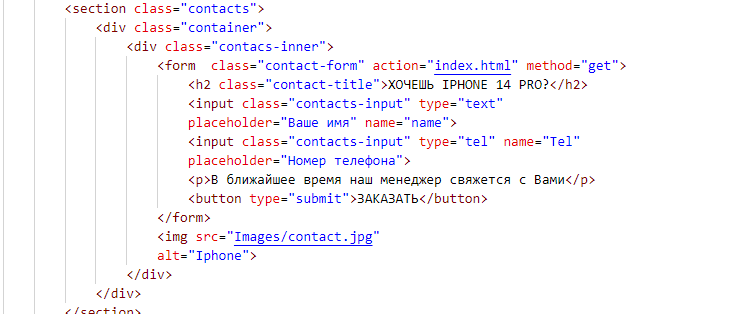 <section class="contacts">
<div class="container">
<div class="contacs-inner">
<form  class="contact-form" action="index.html" method="get">
<h2 class="contact-title">ХОЧЕШЬ IPHONE 14 PRO?</h2>
<input class="contacts-input" type="text"
placeholder="Ваше имя" name="name">
<input class="contacts-input" type="tel" name="Tel"
placeholder="Номер телефона">
<p>В ближайшее время наш менеджер свяжется с Вами</p>
<button type="submit">ЗАКАЗАТЬ</button>
</form>
<img src="Images/contact.jpg"
alt="Iphone">
</div>
</div>
</section>